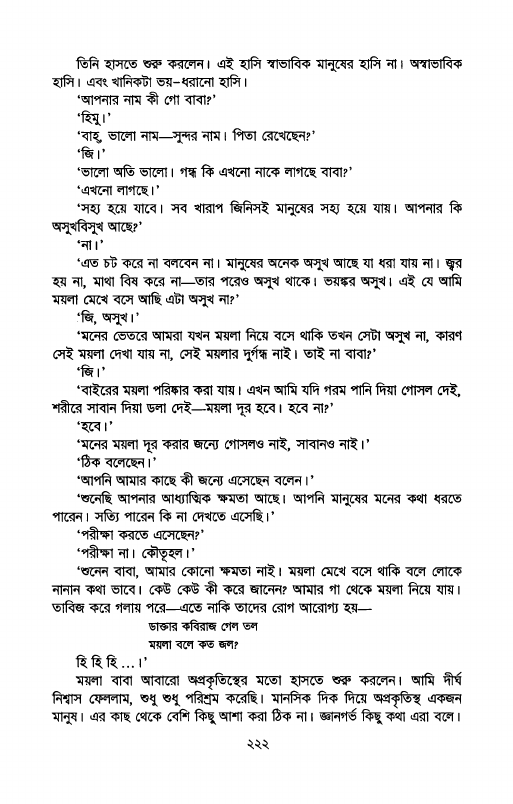 তিনি হাসতে শুরু করলেন। এই হাসি স্বাভাবিক মানুষের হাসি না। অস্বাভাবিক
হাসি। এবং খানিকটা ভয়-ধরানো হাসি।
‘আপনার নাম কী গো বাবা?’
‘হিমু।’
‘বাহ্, ভালো নাম—সুন্দর নাম। পিতা রেখেছেন?’
‘জি।’
‘ভালো অতি ভালো। গন্ধ কি এখনো নাকে লাগছে বাবা?’
‘এখনো লাগছে।’
‘সহ্য হয়ে যাবে। সব খারাপ জিনিসই মানুষের সহ্য হয়ে যায়। আপনার কি
অসুখবিসুখ আছে?’
‘না।’
‘এত চট করে না বলবেন না। মানুষের অনেক অসুখ আছে যা ধরা যায় না। জ্বর
হয় না, মাথা বিষ করে না—তার পরেও অসুখ থাকে। ভয়ঙ্কর অসুখ। এই যে আমি
ময়লা মেখে বসে আছি এটা অসুখ না?’
‘জি, অসুখ।’
‘মনের ভেতরে আমরা যখন ময়লা নিয়ে বসে থাকি তখন সেটা অসুখ না, কারণ
সেই ময়লা দেখা যায় না, সেই ময়লার দুর্গন্ধ নাই। তাই না বাবা?’
‘জি।’
‘বাইরের ময়লা পরিষ্কার করা যায়। এখন আমি যদি গরম পানি দিয়া গোসল দেই,
শরীরে সাবান দিয়া ডলা দেই—ময়লা দূর হবে। হবে না?’
‘হবে।’
‘মনের ময়লা দূর করার জন্যে গোসলও নাই, সাবানও নাই।’
‘ঠিক বলেছেন।’
‘আপনি আমার কাছে কী জন্যে এসেছেন বলেন।’
‘শুনেছি আপনার আধ্যাত্মিক ক্ষমতা আছে। আপনি মানুষের মনের কথা ধরতে
পারেন। সত্যি পারেন কি না দেখতে এসেছি।’
‘পরীক্ষা করতে এসেছেন?’
‘পরীক্ষা না। কৌতূহল।’
‘শুনেন বাবা, আমার কোনো ক্ষমতা নাই। ময়লা মেখে বসে থাকি বলে লোকে
নানান কথা ভাবে। কেউ কেউ কী করে জানেন? আমার গা থেকে ময়লা নিয়ে যায়।
তাবিজ করে গলায় পরে—এতে নাকি তাদের রোগ আরোগ্য হয়—
ডাক্তার কবিরাজ গেল তল
ময়লা বলে কত জল?
হি হি হি ...।’
ময়লা বাবা আবারো অপ্রকৃতিস্থের মতো হাসতে শুরু করলেন। আমি দীর্ঘ
নিশ্বাস ফেললাম, শুধু শুধু পরিশ্রম করেছি। মানসিক দিক দিয়ে অপ্রকৃতিস্থ একজন
মানুষ। এর কাছ থেকে বেশি কিছু আশা করা ঠিক না। জ্ঞানগর্ভ কিছু কথা এরা বলে।
২২২